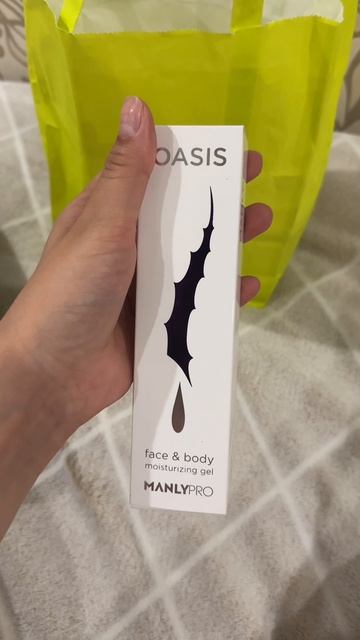 OASIS
face & body
moisturizing gel
MANLYPRO